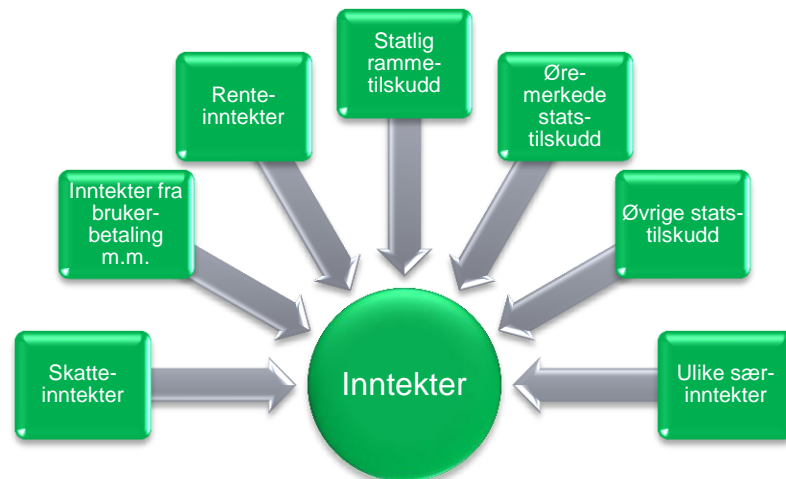 Statlig
ramme-
tilskudd
Rente-
inntekter
Øre-
merkede
stats-
tilskudd
Inntekter fra
bruker-
betaling
m.m.
Øvrige stats-
tilskudd
Skatte-
inntekter
Inntekter
Ulike sær-
inntekter